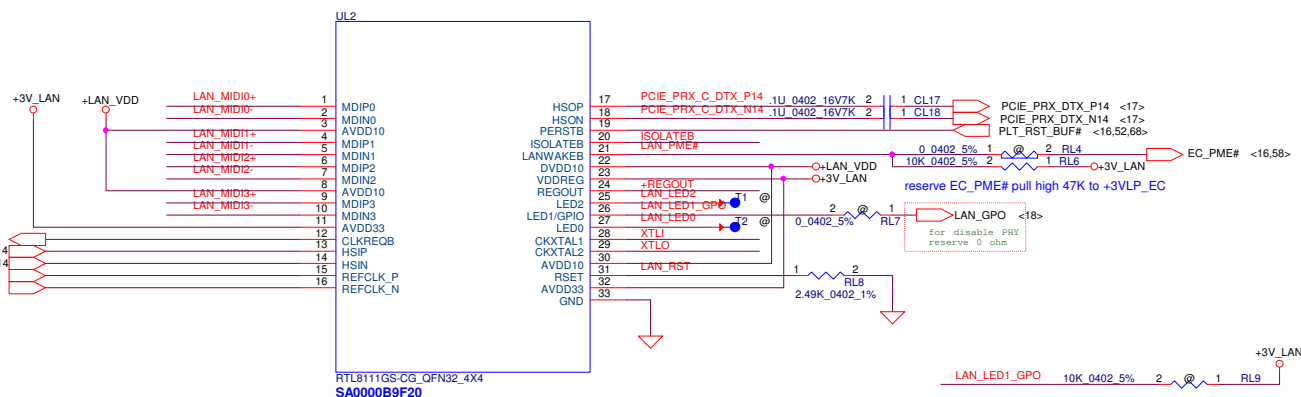 UL2
+3V_LAN
+LAN_VDD
LAN_MIDI0+ 1 MDIP0
LAN_MIDI0- 2 MDIN0
3 AVDD10
LAN_MIDI1+ 4 MDIP1
LAN_MIDI1- 5 MDIN1
LAN_MIDI2+ 6 MDIP2
LAN_MIDI2- 7 MDIN2
8 AVDD10
LAN_MIDI3+ 9 MDIP3
LAN_MIDI3- 10 MDIN3
11 AVDD33
12 CLKREQB
4 13 HSIP
14 14 HSIN
15 REFCLK_P
16 REFCLK_N
HSOP 17 PCIE_PRX_C_DTX_P14 .1U_0402_16V7K 2 1 CL17 PCIE_PRX_DTX_P14 <17>
HSON 18 PCIE_PRX_C_DTX_N14 .1U_0402_16V7K 2 1 CL18 PCIE_PRX_DTX_N14 <17>
PERSTB 19 PLT_RST_BUF# <16,52,68>
ISOLATEB 20 ISOLATEB
LANWAKEB 21 LAN_PME# 0_0402_5% 1 @ 2 RL4 EC_PME# <16,58>
10K_0402_5% 2 1 RL6 +3V_LAN
DVDD10 22 +LAN_VDD
VDDREG 23 +3V_LAN
reserve EC_PME# pull high 47K to +3VLP_EC
REGOUT 24 +REGOUT
LED2 25 LAN_LED2 T1 @
LED1/GPIO 26 LAN_LED1_GPO 0_0402_5% 2 @ 1 RL7 LAN_GPO <18>
LED0 27 LAN_LED0 T2 @
for disable PHY
reserve 0 ohm
CKXTAL1 28 XTLI
CKXTAL2 29 XTLO
AVDD10 30
RSET 31 LAN_RST 1 2 RL8
2.49K_0402_1%
AVDD33 32
GND 33
RTL8111GS-CG_QFN32_4X4
SA0000B9F20
+3V_LAN
LAN_LED1_GPO 10K_0402_5% 2 @ 1 RL9